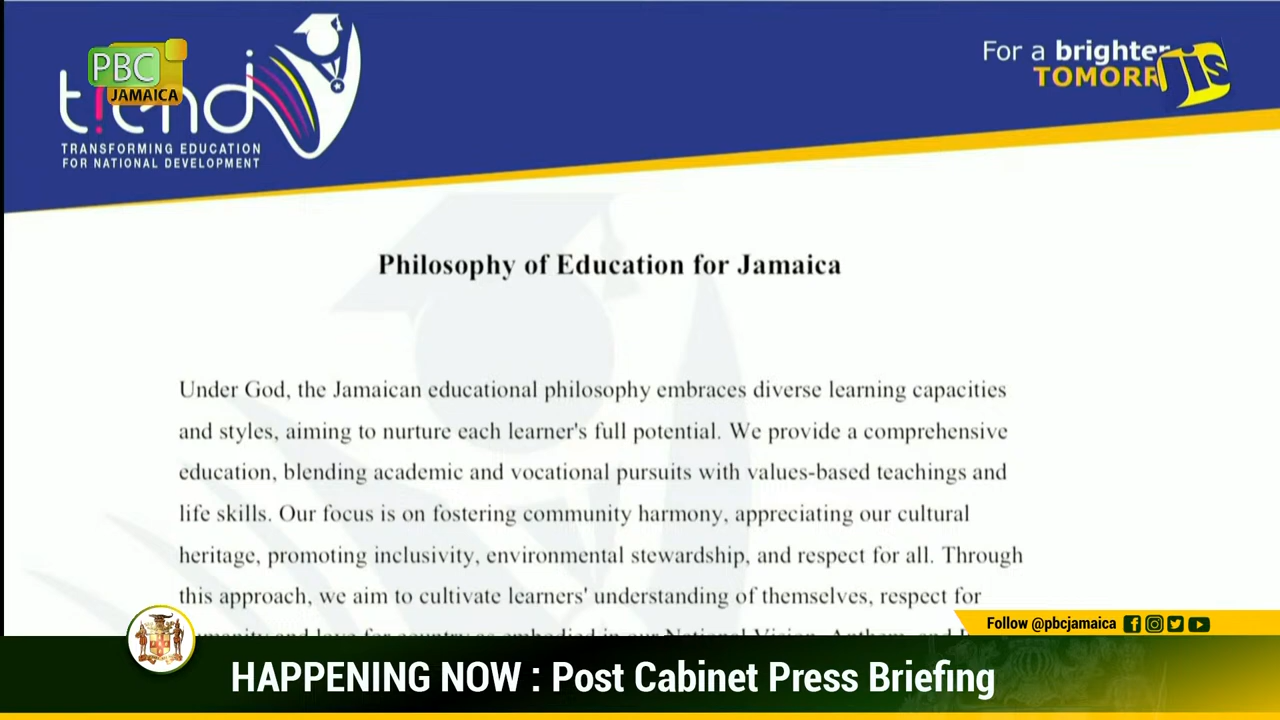 PBC
JAMAICA
TRANSFORMING EDUCATION
FOR NATIONAL DEVELOPMENT
For a brighter
jis
Philosophy of Education for Jamaica
Under God, the Jamaican educational philosophy embraces diverse learning capacities
and styles, aiming to nurture each learner's full potential. We provide a comprehensive
education, blending academic and vocational pursuits with values-based teachings and
life skills. Our focus is on fostering community harmony, appreciating our cultural
heritage, promoting inclusivity, environmental stewardship, and respect for all. Through
this approach, we aim to cultivate learners' understanding of themselves, respect for
Follow @pbcjamaica
HAPPENING NOW : Post Cabinet Press Briefing